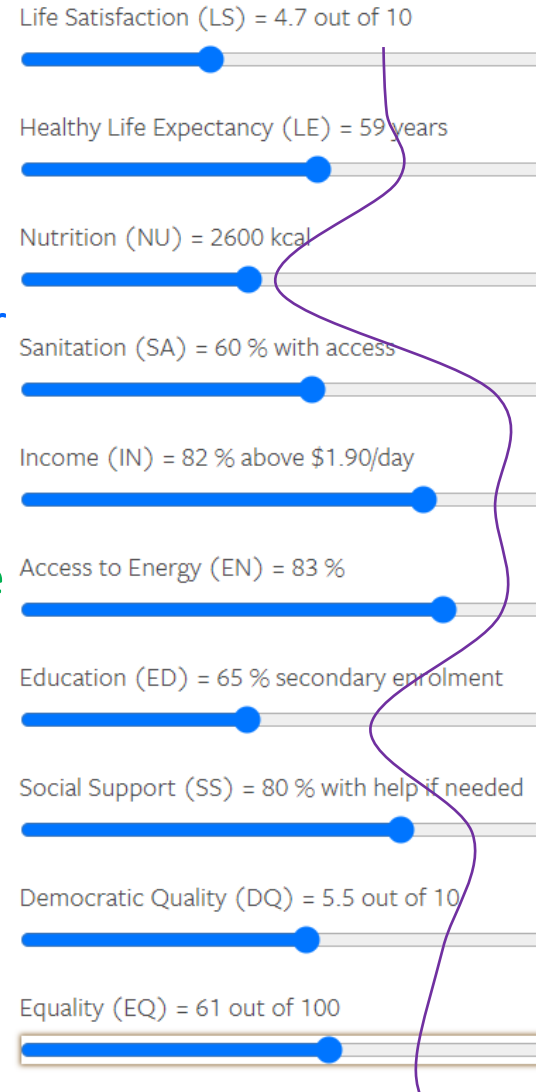 Life Satisfaction (LS) = 4.7 out of 10
Healthy Life Expectancy (LE) = 59 years
Nutrition (NU) = 2600 kcal
Sanitation (SA) = 60 % with access
Income (IN) = 82 % above $1.90/day
Access to Energy (EN) = 83 %
Education (ED) = 65 % secondary enrolment
Social Support (SS) = 80 % with help if needed
Democratic Quality (DQ) = 5.5 out of 10
Equality (EQ) = 61 out of 100